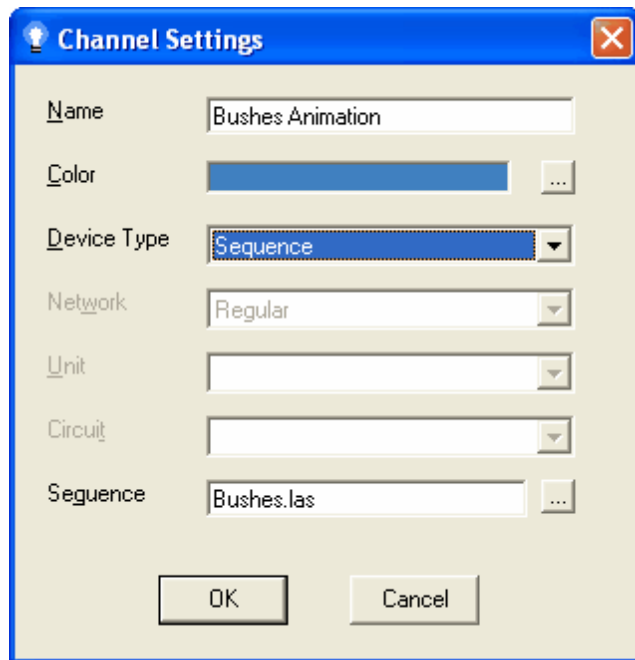 Channel Settings
Name Bushes Animation
Color ...
Device Type Sequence
Network Regular
Unit
Circuit
Sequence Bushes.las ...
OK Cancel